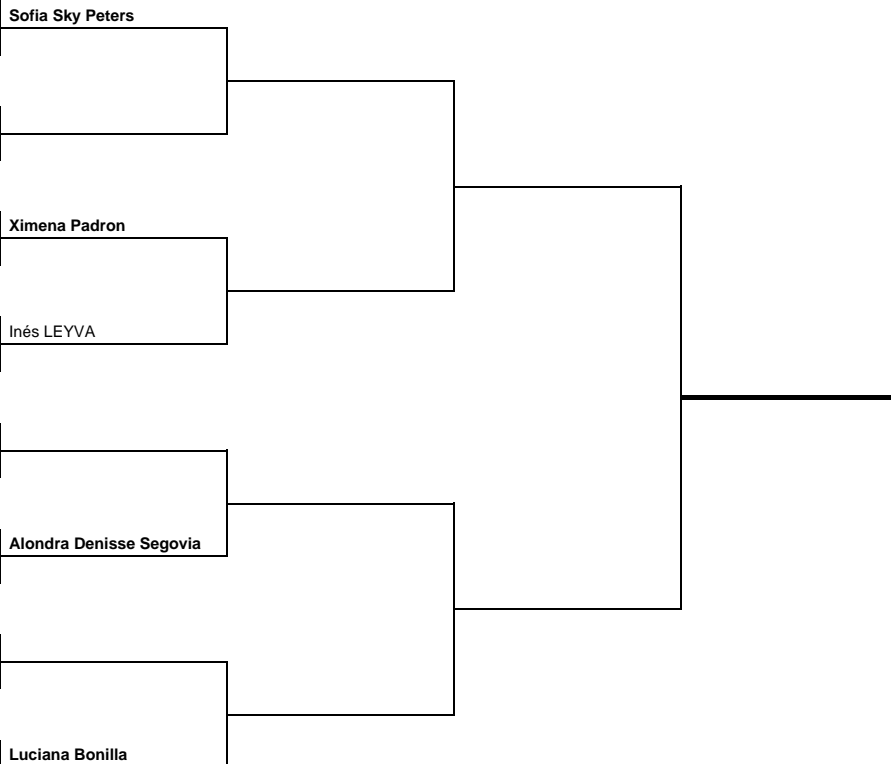 Sofia Sky Peters
Ximena Padron
Inés LEYVA
Alondra Denisse Segovia
Luciana Bonilla